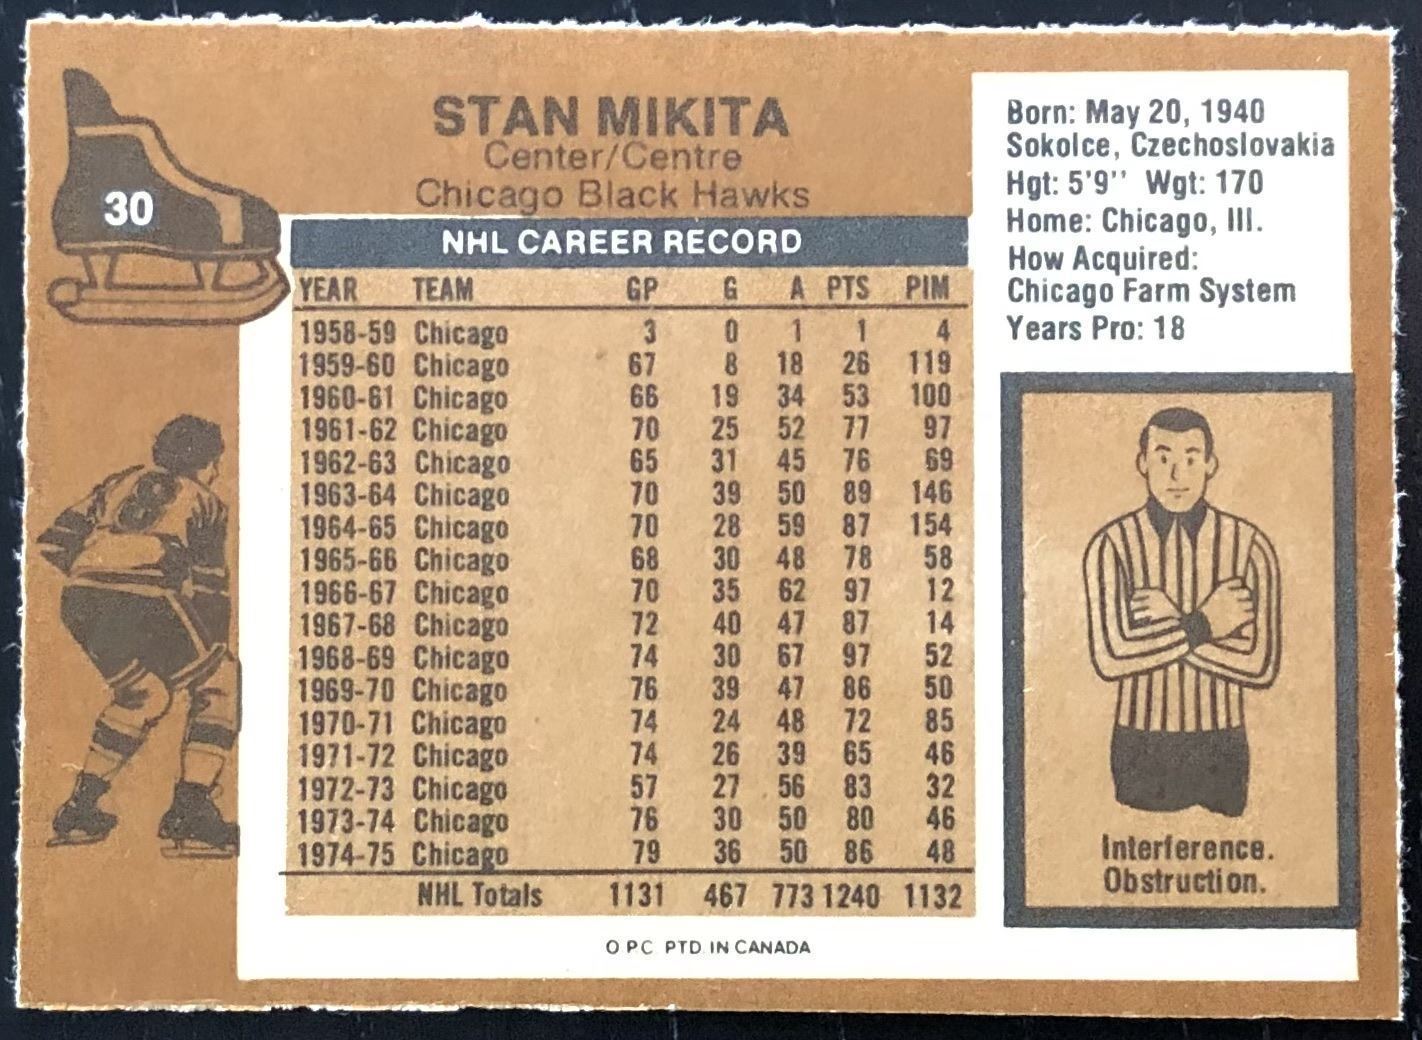 30
STAN MIKITA
Center/Centre
Chicago Black Hawks
NHL CAREER RECORD
YEAR TEAM GP G A PTS PIM
1958-59 Chicago 3 0 1 1 4
1959-60 Chicago 67 8 18 26 119
1960-61 Chicago 66 19 34 53 100
1961-62 Chicago 70 25 52 77 97
1962-63 Chicago 65 31 45 76 69
1963-64 Chicago 70 39 50 89 146
1964-65 Chicago 70 28 59 87 154
1965-66 Chicago 68 30 48 78 58
1966-67 Chicago 70 35 62 97 12
1967-68 Chicago 72 40 47 87 14
1968-69 Chicago 74 30 67 97 52
1969-70 Chicago 76 39 47 86 50
1970-71 Chicago 74 24 48 72 85
1971-72 Chicago 74 26 39 65 46
1972-73 Chicago 57 27 56 83 32
1973-74 Chicago 76 30 50 80 46
1974-75 Chicago 79 36 50 86 48
NHL Totals 1131 467 773 1240 1132
O P C PTD IN CANADA
Born: May 20, 1940
Sokolce, Czechoslovakia
Hgt: 5'9" Wgt: 170
Home: Chicago, Ill.
How Acquired:
Chicago Farm System
Years Pro: 18
Interference.
Obstruction.